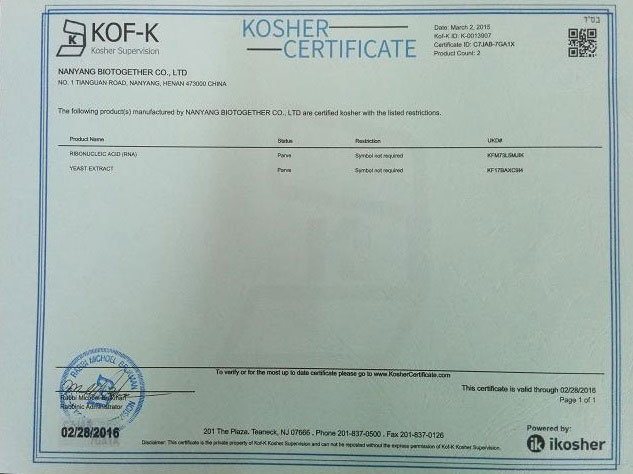 KOF-K
Kosher Supervision
KOSHER
CERTIFICATE
Date: March 2, 2015
Kof-K ID: K-0013907
Certificate ID: C7JAB-7GA1X
Product Count: 2
בס״ד
NANYANG BIOTOGETHER CO., LTD
NO. 1 TIANGUAN ROAD, NANYANG, HENAN 473000 CHINA
The following product(s) manufactured by NANYANG BIOTOGETHER CO., LTD are certified kosher with the listed restrictions.
Product Name Status Restriction UKD#
RIBONUCLEIC ACID (RNA) Parve Symbol not required
YEAST EXTRACT Parve Symbol not required
To verify or for the most up to date certificate please go to www.KosherCertificate.com
This certificate is valid through 02/28/2016
Page 1 of 1
RABBI MICHOEL
Rabbi
Rabbinic Administrator
02/28/2016
201 The Plaza, Teaneck, NJ 07666 , Phone 201-837-0500 . Fax 201-837-0126
Disclaimer: This certificate is the private property of Kof-K Kosher Supervision and can not be reposted without the express permission of Kof-K Kosher Supervision.
Powered by:
ik ikosher